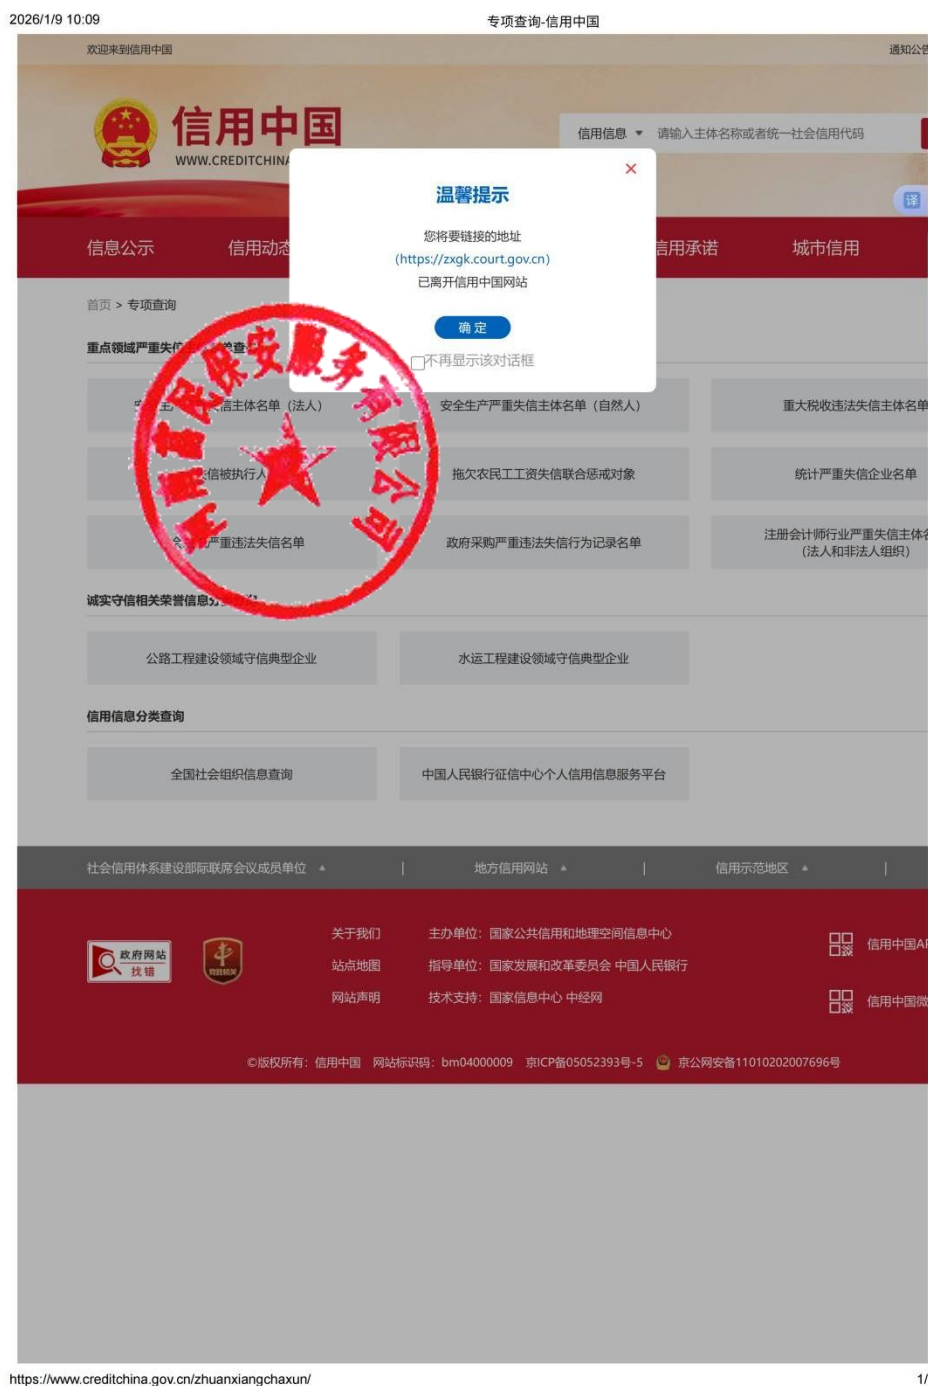 2026/1/9 10:09
专项查询-信用中国
欢迎来到信用中国
通知公告
信用中国
WWW.CREDITCHINA
信用信息
请输入主体名称或者统一社会信用代码
译
温馨提示
您将要链接的地址
(https://zxgk.court.gov.cn)
已离开信用中国网站
确定
不再显示该对话框
信息公示
信用动态
信用承诺
城市信用
首页 > 专项查询
重点领域严重失信
安全生产严重失信主体名单（自然人）
信主体名单（法人）
重大税收违法失信主体名单
信被执行人
拖欠农民工工资失信联合惩戒对象
统计严重失信企业名单
严重违法失信名单
政府采购严重违法失信行为记录名单
注册会计师行业严重失信主体名
（法人和非法人组织）
保安服务有限公司
诚实守信相关荣誉信息分
公路工程建设领域守信典型企业
水运工程建设领域守信典型企业
信用信息分类查询
全国社会组织信息查询
中国人民银行征信中心个人信用信息服务平台
社会信用体系建设部际联席会议成员单位
地方信用网站
信用示范地区
政府网站
找错
党政机关
关于我们
主办单位：国家公共信用和地理空间信息中心
站点地图
指导单位：国家发展和改革委员会 中国人民银行
网站声明
技术支持：国家信息中心 中经网
信用中国AP
信用中国微
©版权所有：信用中国 网站标识码：bm04000009 京ICP备05052393号-5 京公网安备11010202007696号
https://www.creditchina.gov.cn/zhuanxiangchaxun/
1/